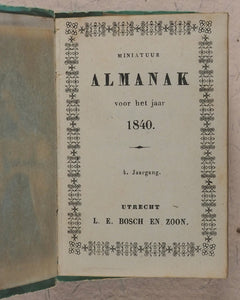 MINIATUUR
ALMANAK
voor het jaar
1840.
4. Jaargang.
UTRECHT
L. E. BOSCH EN ZOON.